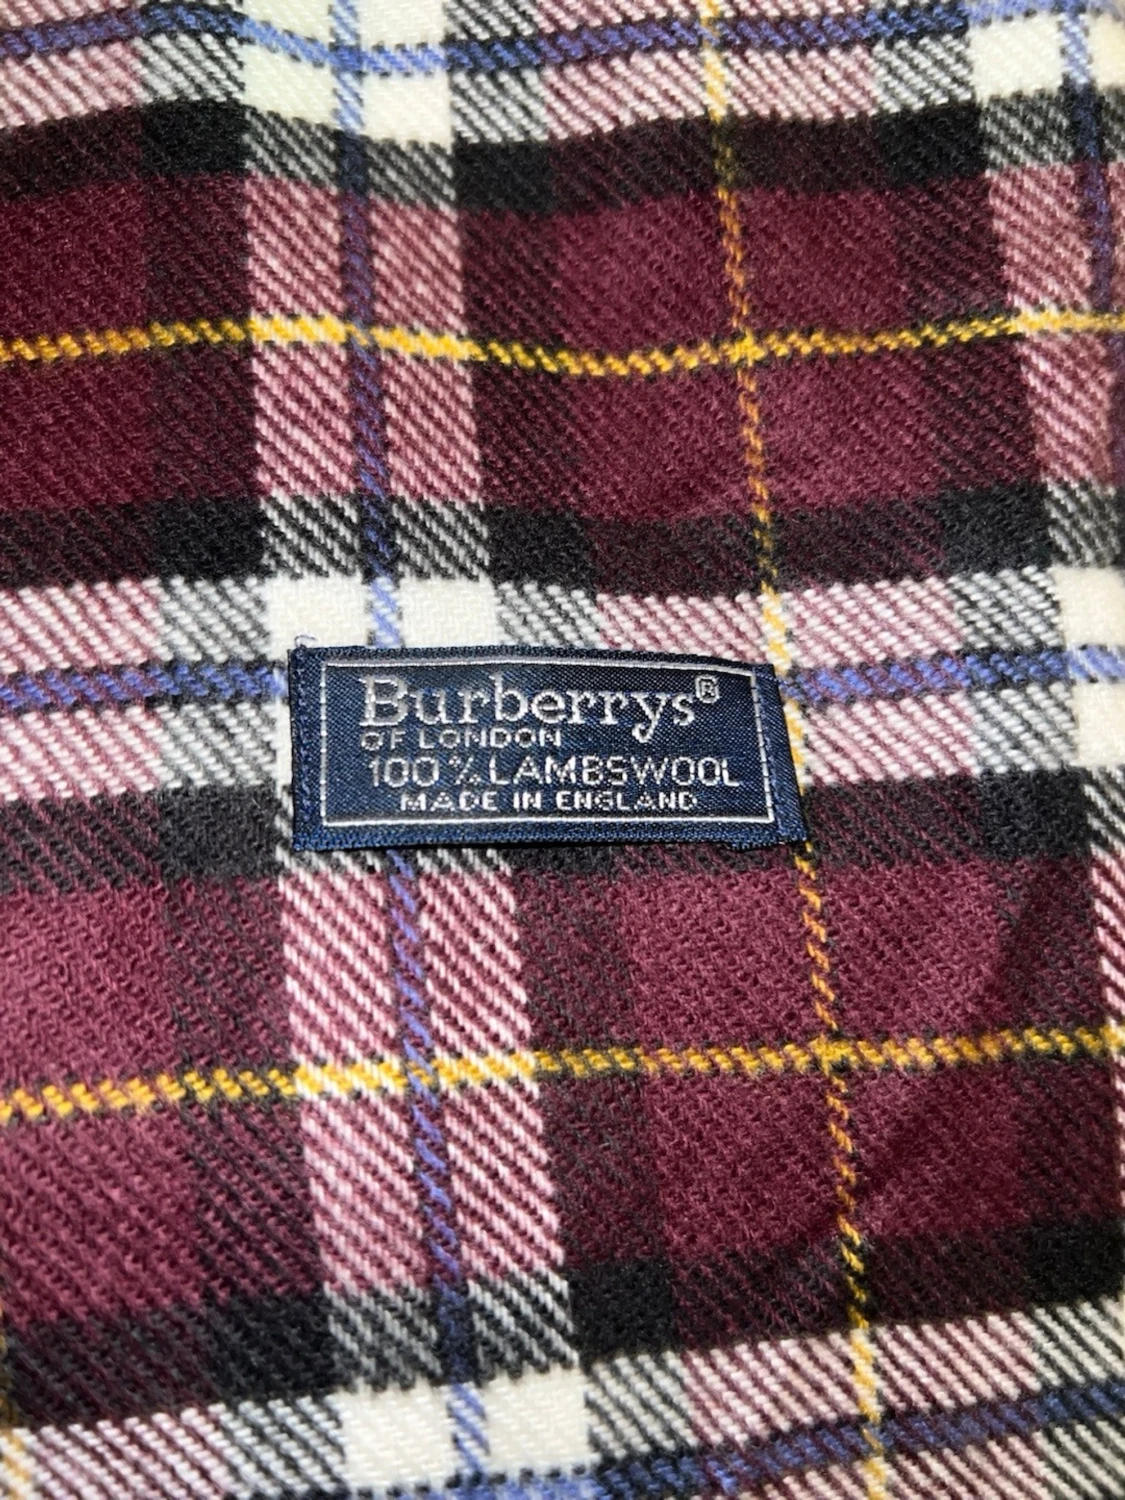 Burberrys®
OF LONDON
100% LAMBSWOOL
MADE IN ENGLAND